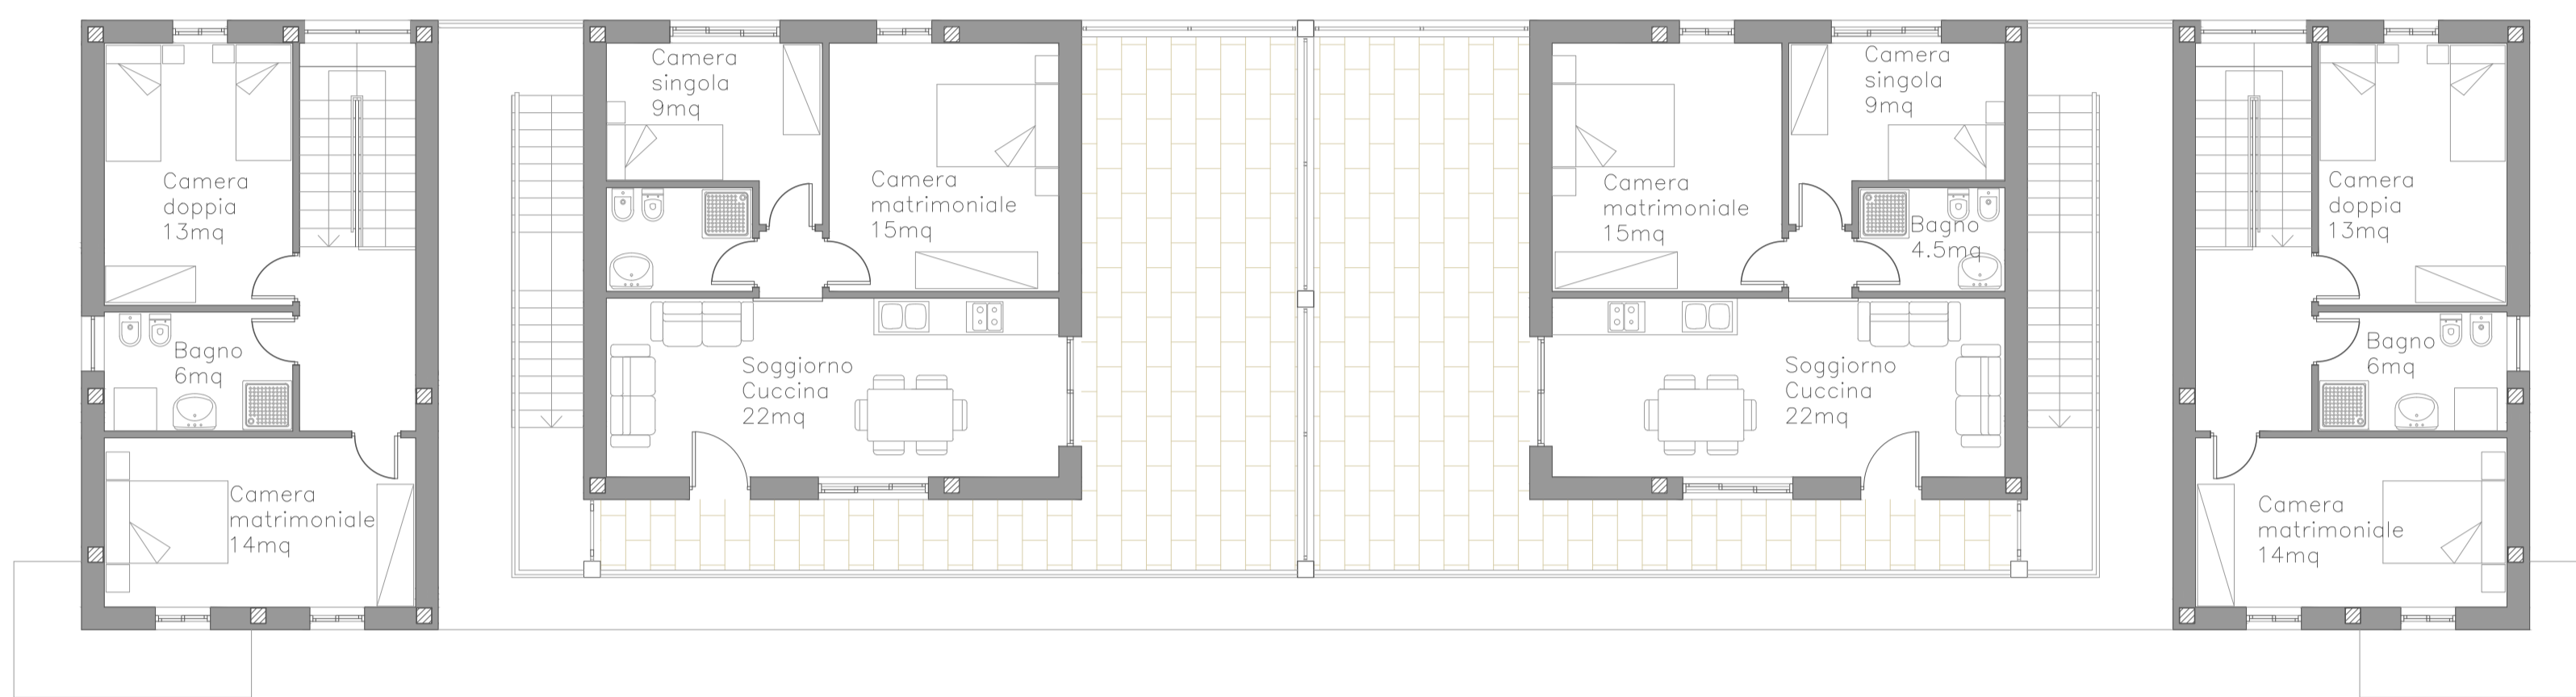 Camera
doppia
13mq
Bagno
6mq
Camera
matrimoniale
14mq
Camera
singola
9mq
Camera
matrimoniale
15mq
Soggiorno
Cuccina
22mq
Camera
matrimoniale
15mq
Camera
singola
9mq
Bagno
4.5mq
Soggiorno
Cuccina
22mq
Camera
doppia
13mq
Bagno
6mq
Camera
matrimoniale
14mq